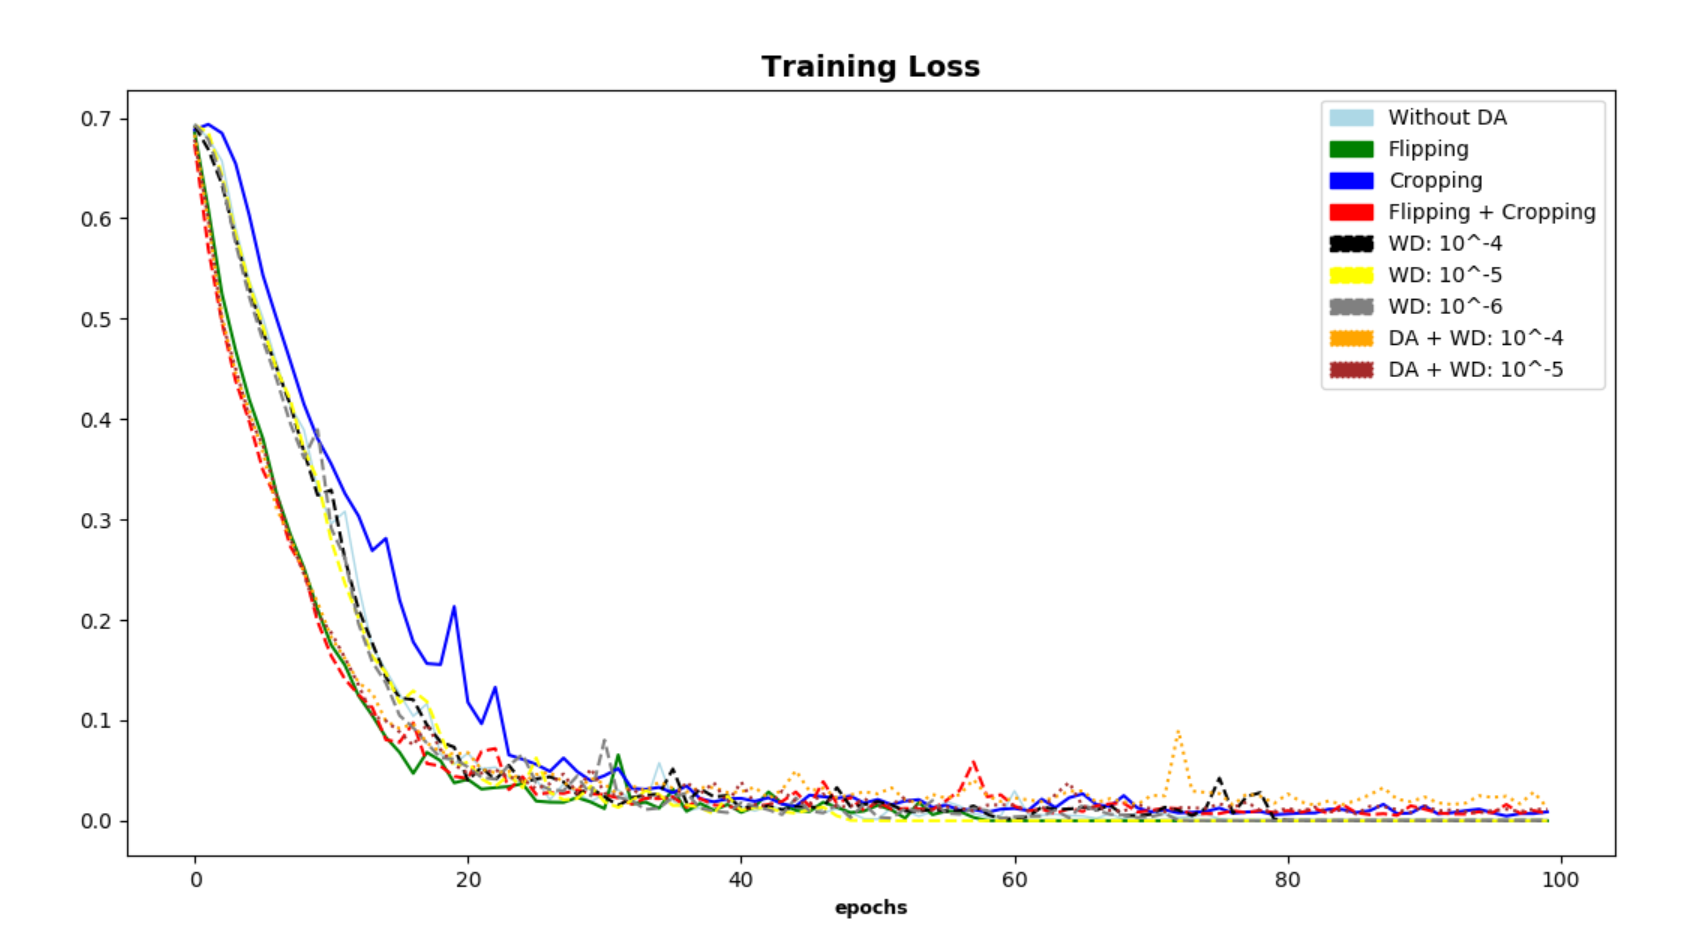 Training Loss
0.7
0.6
0.5
0.4
0.3
0.2
0.1
0.0
Without DA
Flipping
Cropping
Flipping + Cropping
WD: 10^-4
WD: 10^-5
WD: 10^-6
DA + WD: 10^-4
DA + WD: 10^-5
0 20 40 60 80 100
epochs